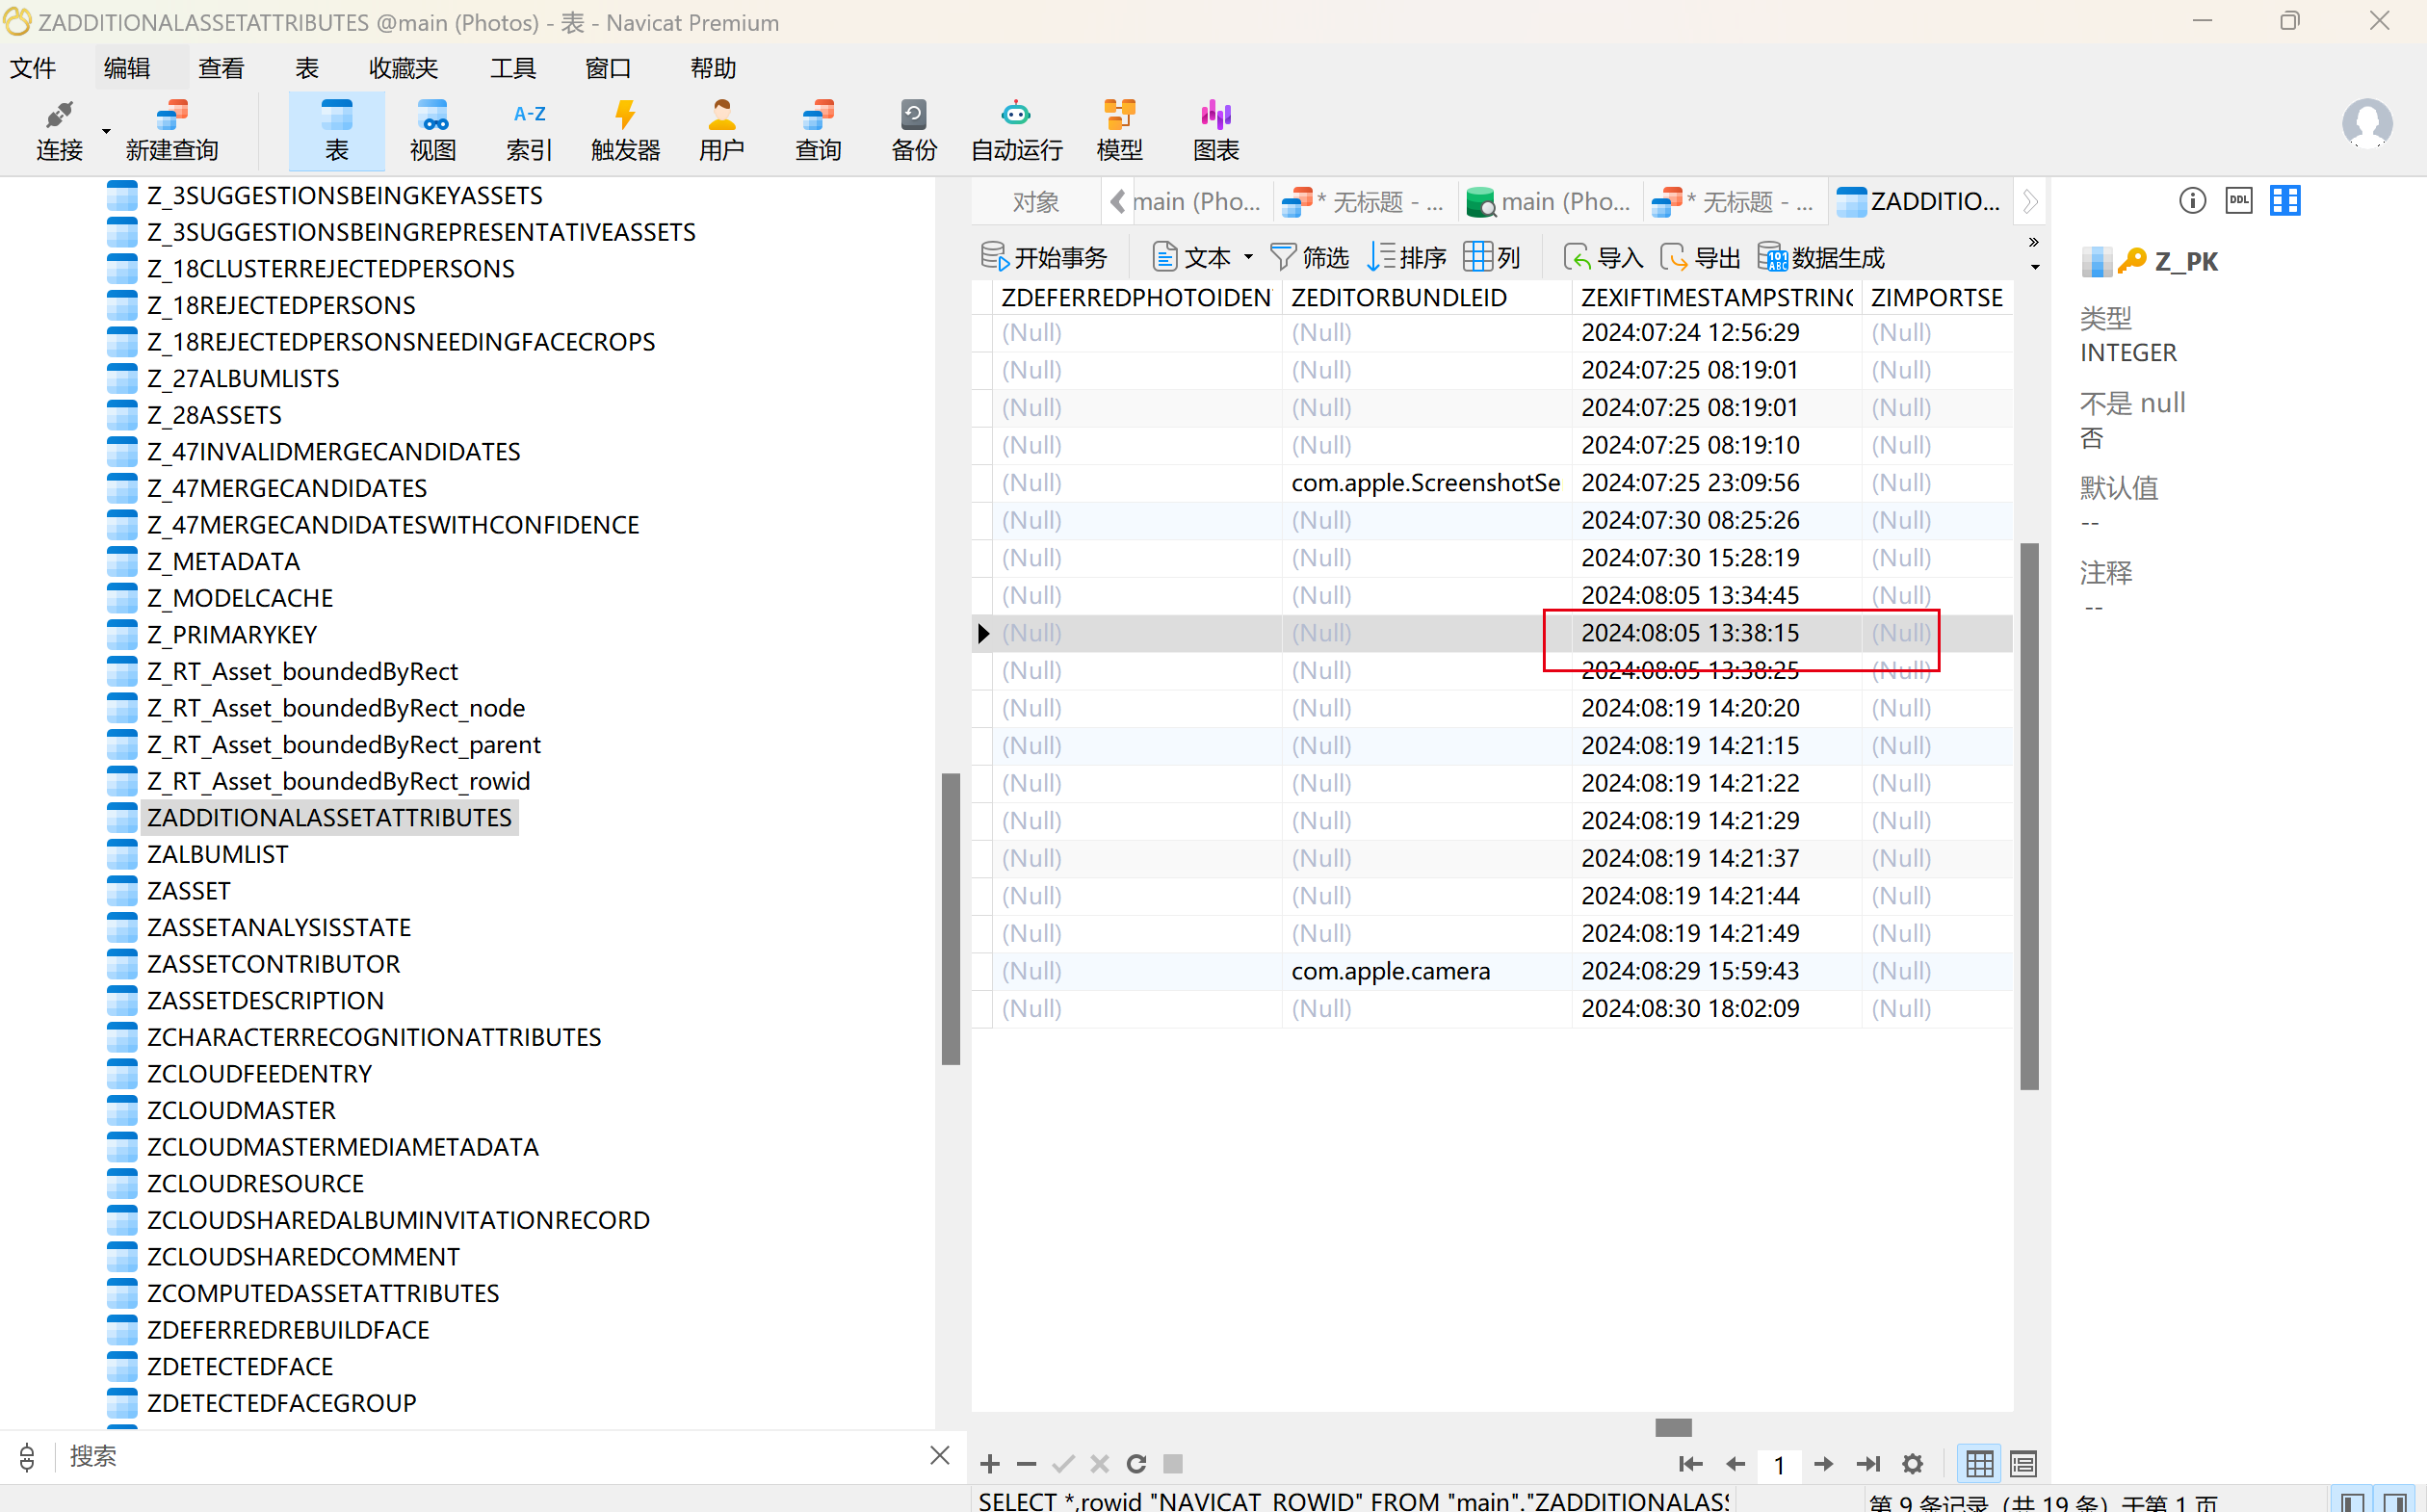 ZADDITIONALASSETATTRIBUTES @main (Photos) - 表 - Navicat Premium
文件 编辑 查看 表 收藏夹 工具 窗口 帮助
连接 新建查询 表 视图 A-Z 索引 触发器 用户 查询 备份 自动运行 模型 图表
Z_3SUGGESTIONSBEINGKEYASSETS
Z_3SUGGESTIONSBEINGREPRESENTATIVEASSETS
Z_18CLUSTERREJECTEDPERSONS
Z_18REJECTEDPERSONS
Z_18REJECTEDPERSONSNEEDINGFACECROPS
Z_27ALBUMLISTS
Z_28ASSETS
Z_47INVALIDMERGECANDIDATES
Z_47MERGECANDIDATES
Z_47MERGECANDIDATESWITHCONFIDENCE
Z_METADATA
Z_MODELCACHE
Z_PRIMARYKEY
Z_RT_Asset_boundedByRect
Z_RT_Asset_boundedByRect_node
Z_RT_Asset_boundedByRect_parent
Z_RT_Asset_boundedByRect_rowid
ZADDITIONALASSETATTRIBUTES
ZALBUMLIST
ZASSET
ZASSETANALYSISSTATE
ZASSETCONTRIBUTOR
ZASSETDESCRIPTION
ZCHARACTERRECOGNITIONATTRIBUTES
ZCLOUDFEEDENTRY
ZCLOUDMASTER
ZCLOUDMASTERMEDIAMETADATA
ZCLOUDRESOURCE
ZCLOUDSHAREDALBUMINVITATIONRECORD
ZCLOUDSHAREDCOMMENT
ZCOMPUTEDASSETATTRIBUTES
ZDEFERREDREBUILDFACE
ZDETECTEDFACE
ZDETECTEDFACEGROUP
搜索
对象 main (Pho... * 无标题 - ... main (Pho... * 无标题 - ... ZADDITIO...
开始事务 文本 筛选 排序 列 导入 导出 数据生成
ZDEFERREDPHOTOIDEN ZEDITORBUNDLEID ZEXIFTIMESTAMPSTRING ZIMPORTSE
(Null) (Null) 2024:07:24 12:56:29 (Null)
(Null) (Null) 2024:07:25 08:19:01 (Null)
(Null) (Null) 2024:07:25 08:19:01 (Null)
(Null) (Null) 2024:07:25 08:19:10 (Null)
(Null) com.apple.ScreenshotSe 2024:07:25 23:09:56 (Null)
(Null) (Null) 2024:07:30 08:25:26 (Null)
(Null) (Null) 2024:07:30 15:28:19 (Null)
(Null) (Null) 2024:08:05 13:34:45 (Null)
(Null) (Null) 2024:08:05 13:38:15 (Null)
(Null) (Null) 2024:08:05 13:38:25 (Null)
(Null) (Null) 2024:08:19 14:20:20 (Null)
(Null) (Null) 2024:08:19 14:21:15 (Null)
(Null) (Null) 2024:08:19 14:21:22 (Null)
(Null) (Null) 2024:08:19 14:21:29 (Null)
(Null) (Null) 2024:08:19 14:21:37 (Null)
(Null) (Null) 2024:08:19 14:21:44 (Null)
(Null) (Null) 2024:08:19 14:21:49 (Null)
(Null) com.apple.camera 2024:08:29 15:59:43 (Null)
(Null) (Null) 2024:08:30 18:02:09 (Null)
1
SELECT *,rowid "NAVICAT_ROWID" FROM "main"."ZADDITIONALASS
第 9 条记录 (共 19 条) 于第 1 页
DDL
Z_PK
类型
INTEGER
不是 null
否
默认值
--
注释
--